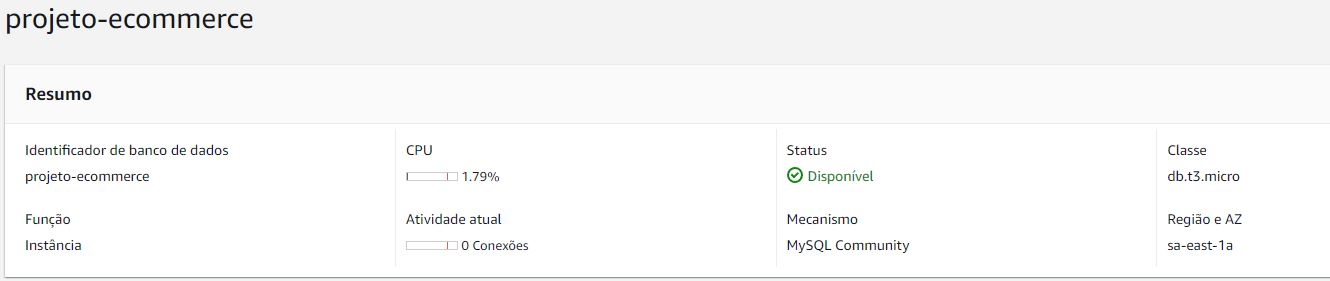 projeto-ecommerce
Resumo
Identificador de banco de dados
projeto-ecommerce
CPU
1.79%
Status
Disponível
Classe
db.t3.micro
Função
Instância
Atividade atual
0 Conexões
Mecanismo
MySQL Community
Região e AZ
sa-east-1a